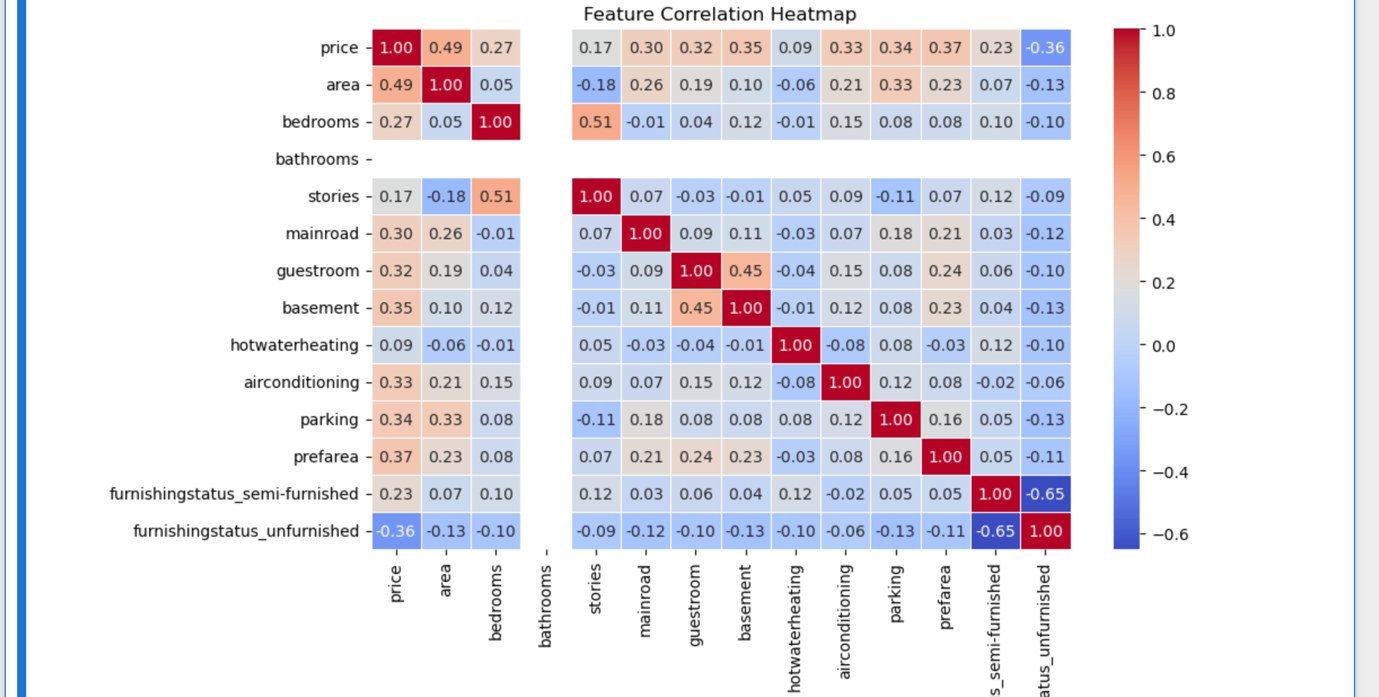 Feature Correlation Heatmap
price 1.00 0.49 0.27 0.17 0.30 0.32 0.35 0.09 0.33 0.34 0.37 0.23 -0.36
area 0.49 1.00 0.05 -0.18 0.26 0.19 0.10 -0.06 0.21 0.33 0.23 0.07 -0.13
bedrooms 0.27 0.05 1.00 0.51 -0.01 0.04 0.12 -0.01 0.15 0.08 0.08 0.10 -0.10
bathrooms
stories 0.17 -0.18 0.51 1.00 0.07 -0.03 -0.01 0.05 0.09 -0.11 0.07 0.12 -0.09
mainroad 0.30 0.26 -0.01 0.07 1.00 0.09 0.11 -0.03 0.07 0.18 0.21 0.03 -0.12
guestroom 0.32 0.19 0.04 -0.03 0.09 1.00 0.45 -0.04 0.15 0.08 0.24 0.06 -0.10
basement 0.35 0.10 0.12 -0.01 0.11 0.45 1.00 -0.01 0.12 0.08 0.23 0.04 -0.13
hotwaterheating 0.09 -0.06 -0.01 0.05 -0.03 -0.04 -0.01 1.00 -0.08 0.08 -0.03 0.12 -0.10
airconditioning 0.33 0.21 0.15 0.09 0.07 0.15 0.12 -0.08 1.00 0.12 0.08 -0.02 -0.06
parking 0.34 0.33 0.08 -0.11 0.18 0.08 0.08 0.08 0.12 1.00 0.16 0.05 -0.13
prefarea 0.37 0.23 0.08 0.07 0.21 0.24 0.23 -0.03 0.08 0.16 1.00 0.05 -0.11
furnishingstatus_semi-furnished 0.23 0.07 0.10 0.12 0.03 0.06 0.04 0.12 -0.02 0.05 0.05 1.00 -0.65
furnishingstatus_unfurnished -0.36 -0.13 -0.10 -0.09 -0.12 -0.10 -0.13 -0.10 -0.06 -0.13 -0.11 -0.65 1.00
price
area
bedrooms
bathrooms
stories
mainroad
guestroom
basement
hotwaterheating
airconditioning
parking
prefarea
s_semi-furnished
atus_unfurnished
1.0
0.8
0.6
0.4
0.2
0.0
−0.2
−0.4
−0.6